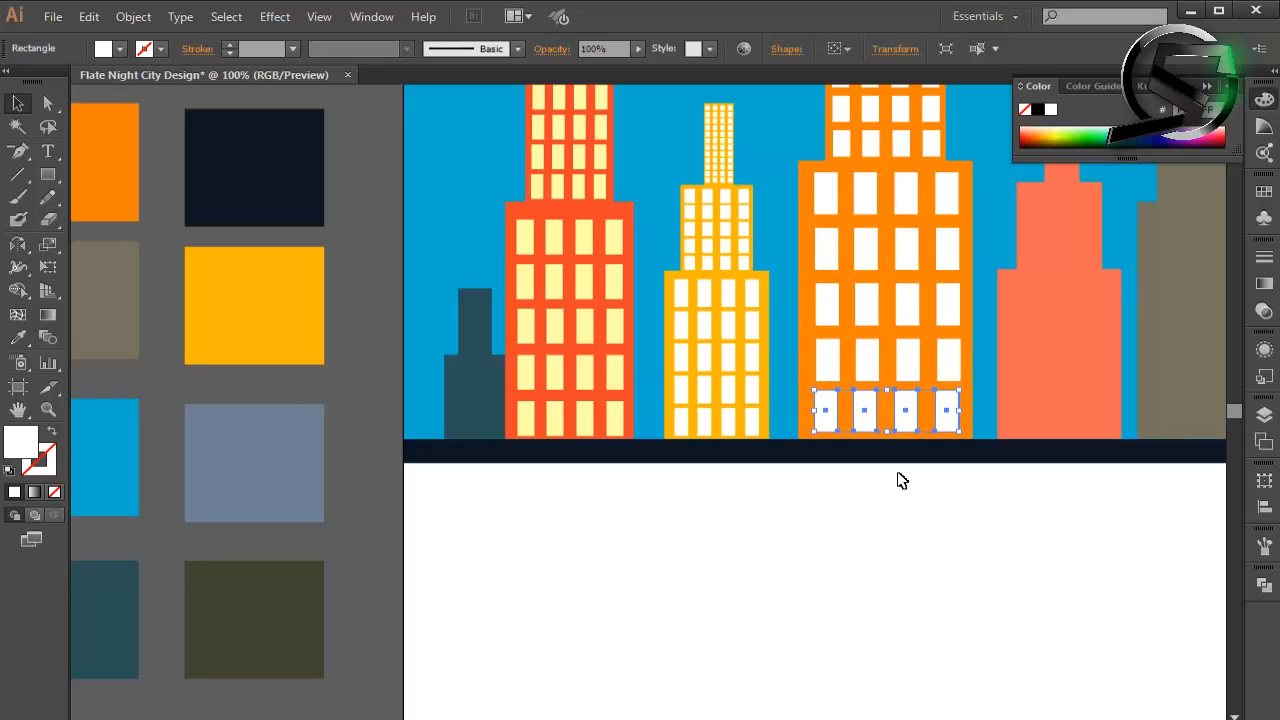 Ai File Edit Object Type Select Effect View Window Help Br Essentials
Rectangle Stroke: Basic Opacity: 100% Style: Shape: Transform
Flate Night City Design* @ 100% (RGB/Preview) ×
Color Color Guide
#
T